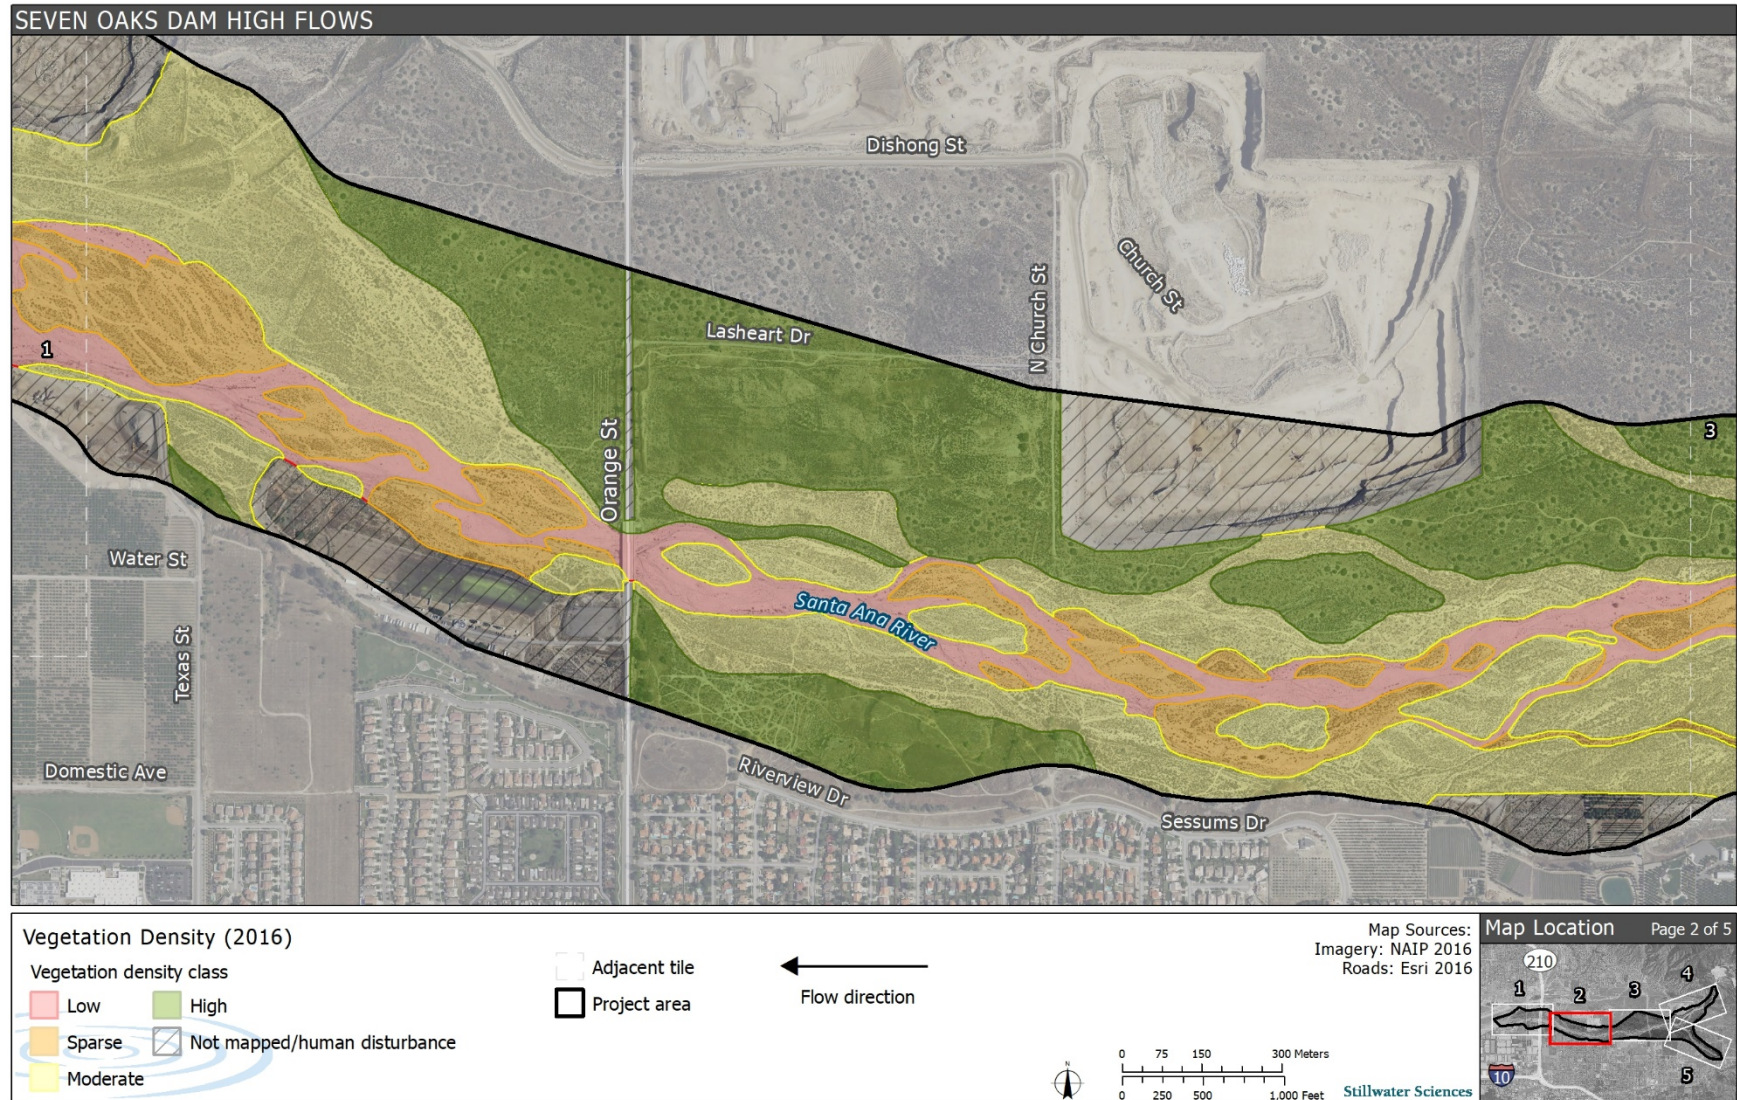 SEVEN OAKS DAM HIGH FLOWS
Dishong St
Church St
N Church St
Lasheart Dr
1
3
Orange St
Water St
Santa Ana River
Texas St
Domestic Ave
Riverview Dr
Sessums Dr
Vegetation Density (2016)
Vegetation density class
Low
High
Sparse
Not mapped/human disturbance
Moderate
Adjacent tile
Project area
Flow direction
Map Sources:
Imagery: NAIP 2016
Roads: Esri 2016
N
0 75 150 300 Meters
0 250 500 1,000 Feet
Stillwater Sciences
Map Location Page 2 of 5
210
1
2
3
4
5
10